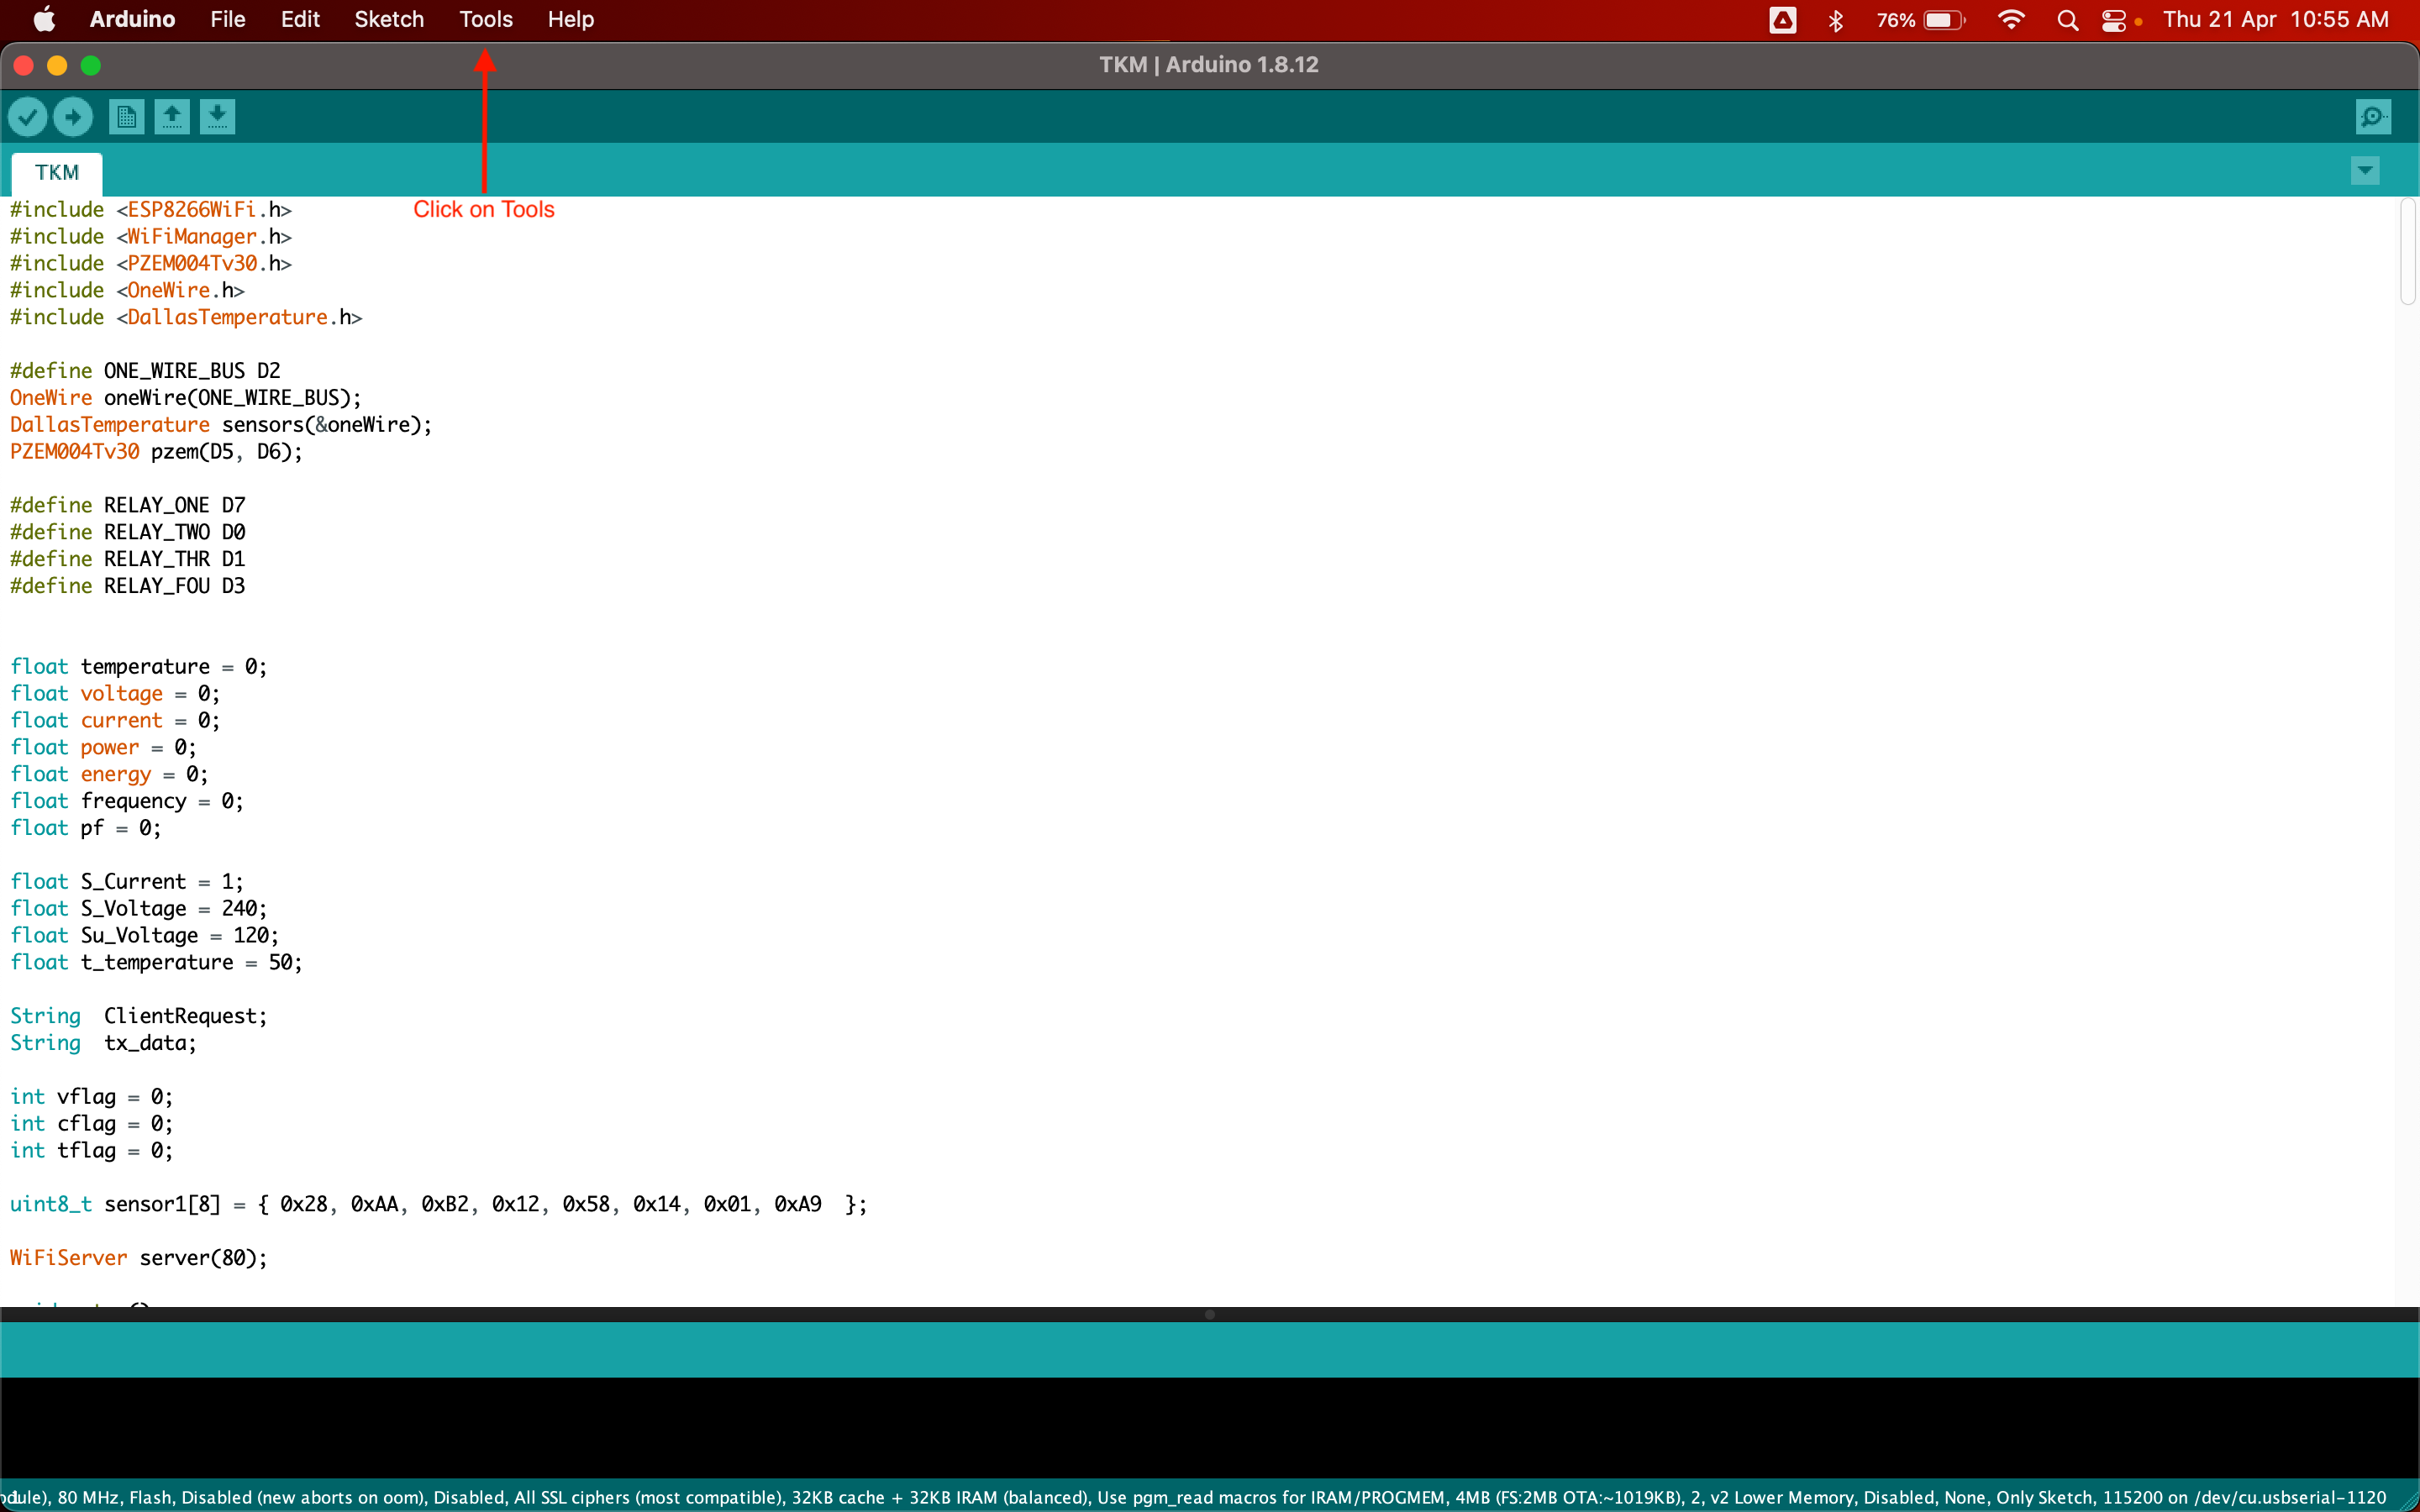 Arduino File Edit Sketch Tools Help 76% Thu 21 Apr 10:55 AM
TKM | Arduino 1.8.12
TKM
Click on Tools
#include <ESP8266WiFi.h>
#include <WiFiManager.h>
#include <PZEM004Tv30.h>
#include <OneWire.h>
#include <DallasTemperature.h>
#define ONE_WIRE_BUS D2
OneWire oneWire(ONE_WIRE_BUS);
DallasTemperature sensors(&oneWire);
PZEM004Tv30 pzem(D5, D6);
#define RELAY_ONE D7
#define RELAY_TWO D0
#define RELAY_THR D1
#define RELAY_FOU D3
float temperature = 0;
float voltage = 0;
float current = 0;
float power = 0;
float energy = 0;
float frequency = 0;
float pf = 0;
float S_Current = 1;
float S_Voltage = 240;
float Su_Voltage = 120;
float t_temperature = 50;
String  ClientRequest;
String  tx_data;
int vflag = 0;
int cflag = 0;
int tflag = 0;
uint8_t sensor1[8] = { 0x28, 0xAA, 0xB2, 0x12, 0x58, 0x14, 0x01, 0xA9  };
WiFiServer server(80);
80 MHz, Flash, Disabled (new aborts on oom), Disabled, All SSL ciphers (most compatible), 32KB cache + 32KB IRAM (balanced), Use pgm_read macros for IRAM/PROGMEM, 4MB (FS:2MB OTA:~1019KB), 2, v2 Lower Memory, Disabled, None, Only Sketch, 115200 on /dev/cu.usbserial-1120